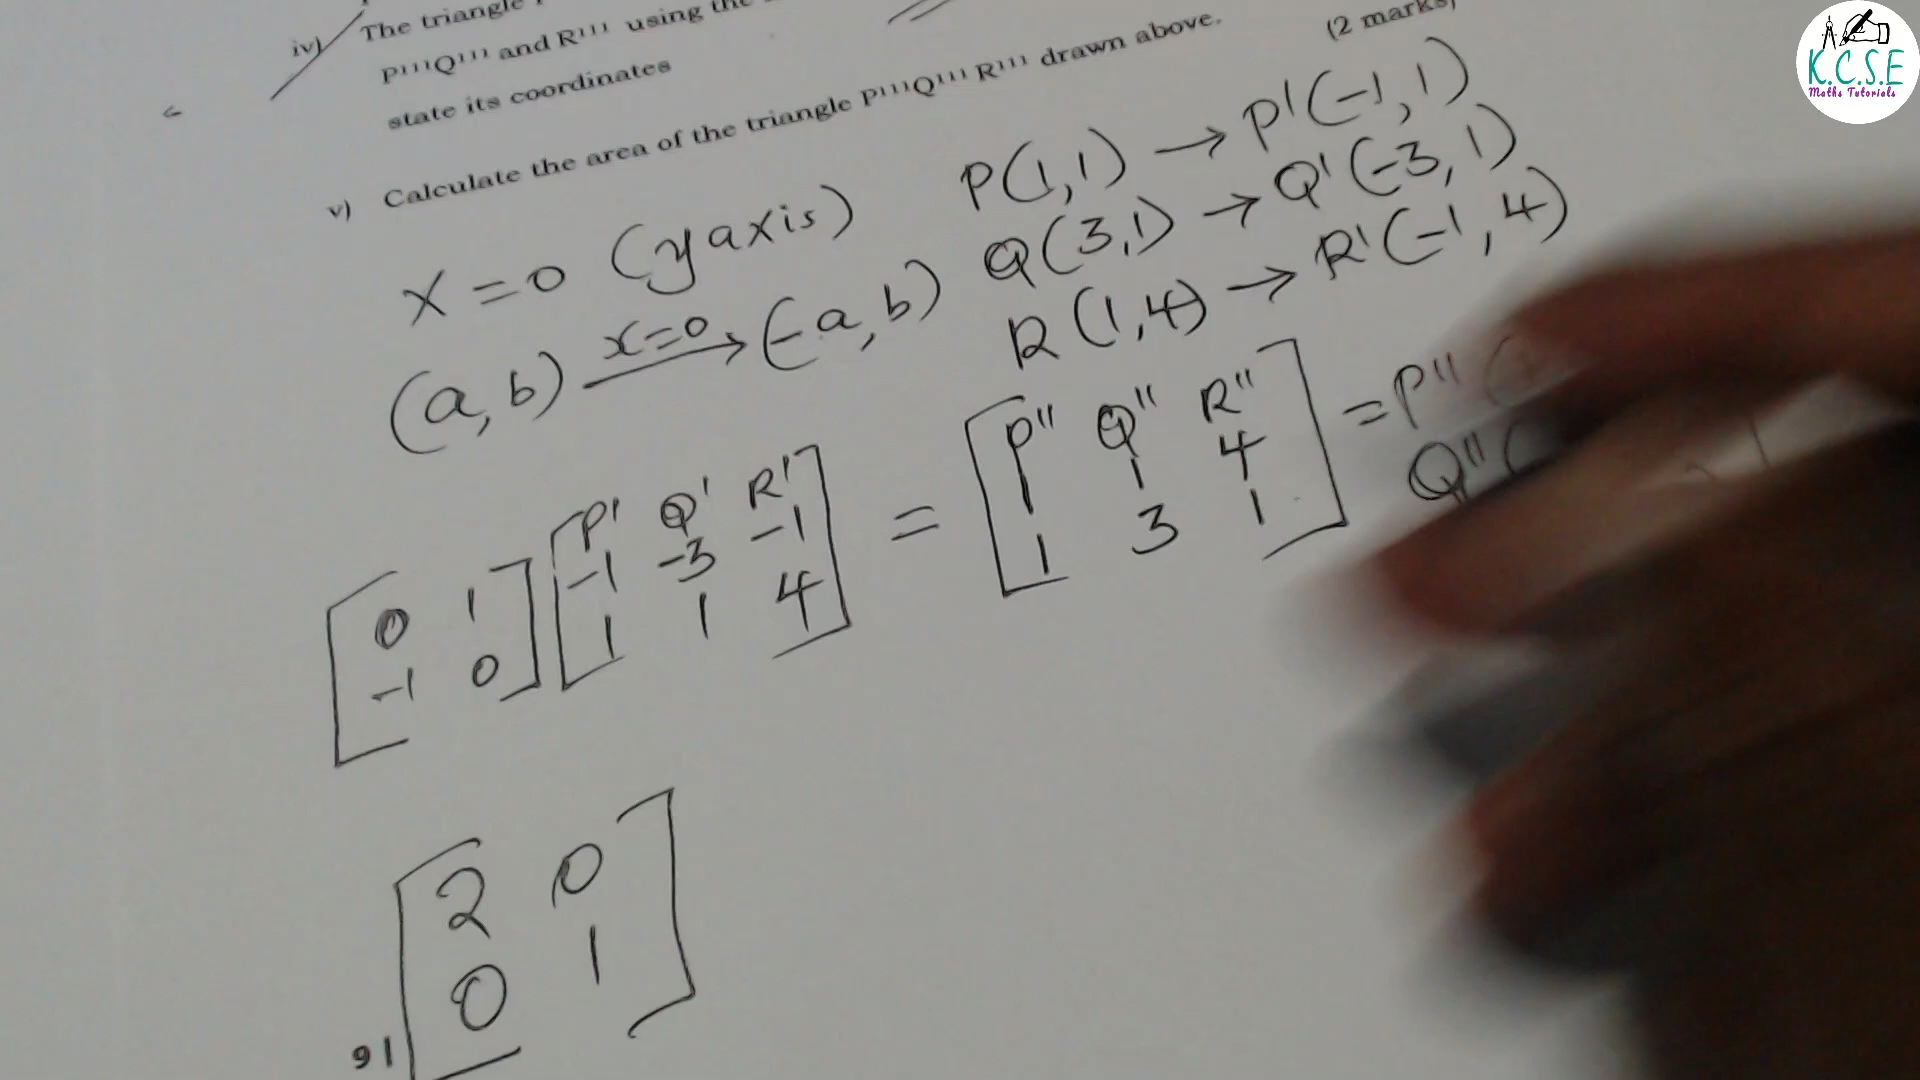 iv) The triangle
P'''Q''' and R''' using the
state its coordinates
v) Calculate the area of the triangle P'''Q''' R''' drawn above.
(2 marks)
X = 0 (y axis)
(a, b) x=0 → (-a, b)
P(1,1) → P'(-1, 1)
Q(3,1) → Q'(-3, 1)
R(1,4) → R'(-1, 4)
P' Q' R'
0 1 -1 -3 -1
-1 0 1 1 4
=
P'' Q'' R''
1 1 4
1 3 1
= P'' (
Q'' (
2 0
0 1
91
K.C.S.E
Maths Tutorials